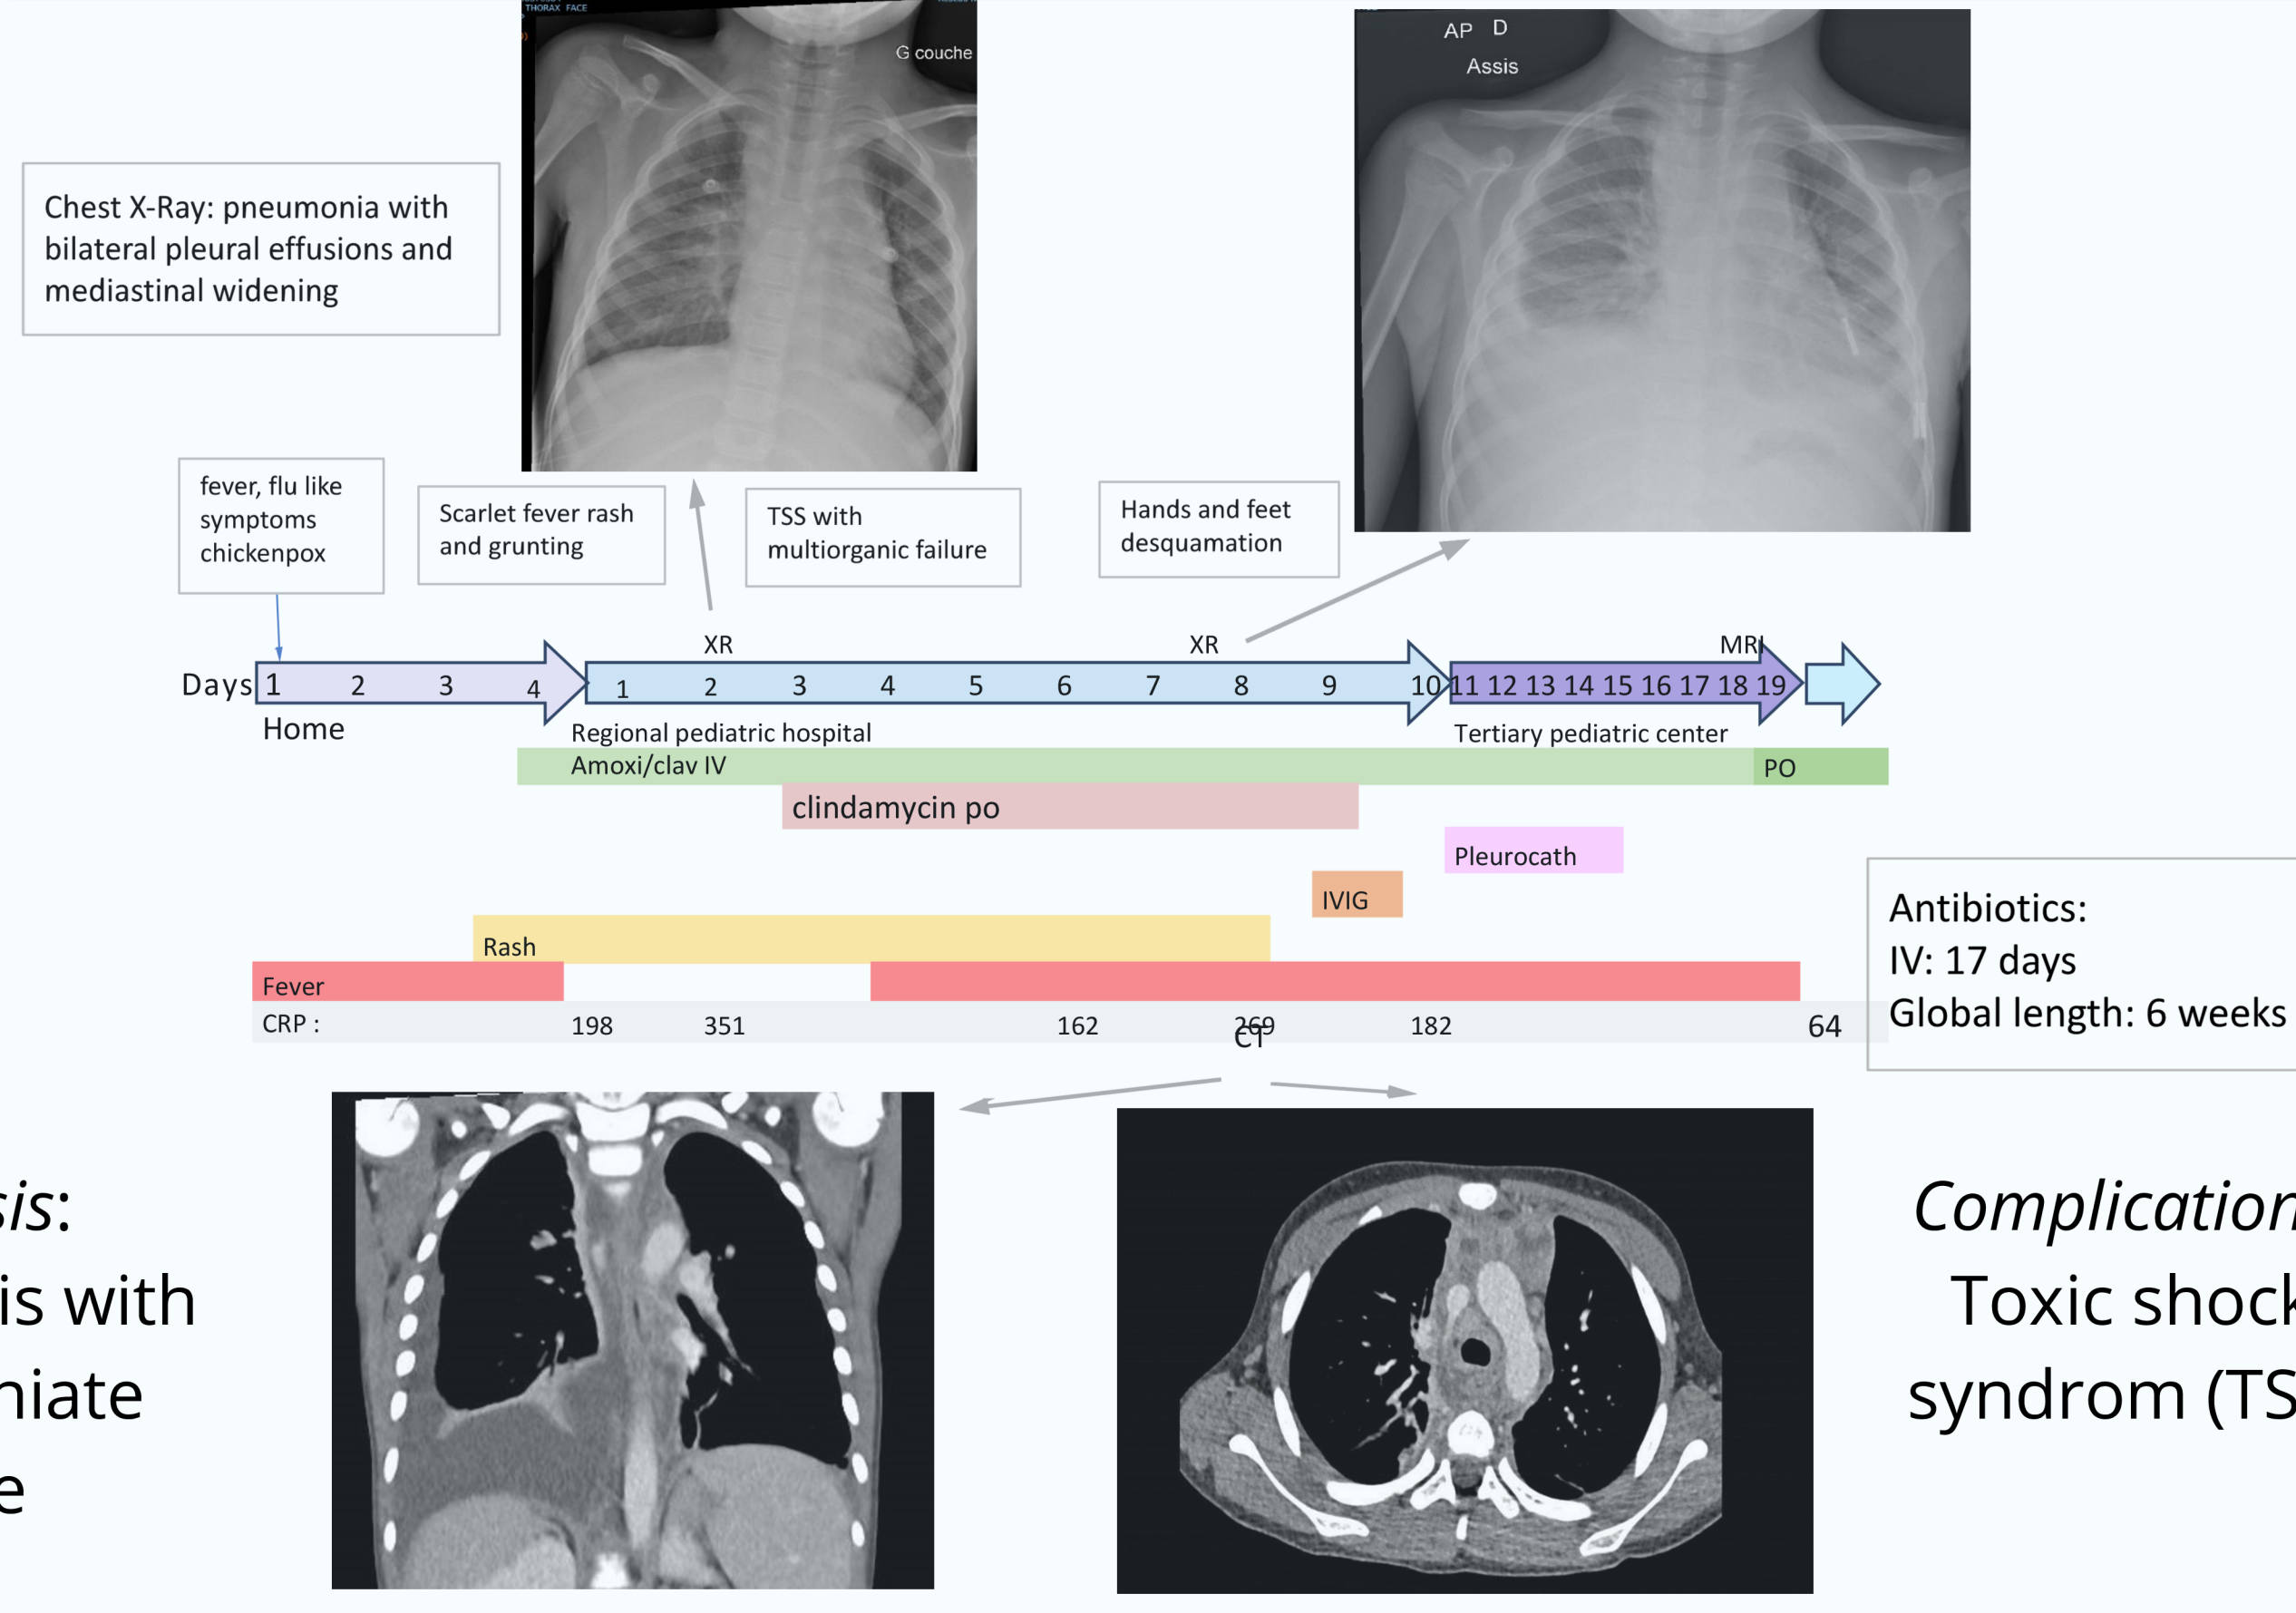 THORAX FACE
G couche
AP D
Assis
Chest X-Ray: pneumonia with
bilateral pleural effusions and
mediastinal widening
fever, flu like
symptoms
chickenpox
Scarlet fever rash
and grunting
TSS with
multiorganic failure
Hands and feet
desquamation
XR
XR
MRI
Days 1 2 3 4 1 2 3 4 5 6 7 8 9 10 11 12 13 14 15 16 17 18 19
Home
Regional pediatric hospital
Tertiary pediatric center
Amoxi/clav IV
PO
clindamycin po
Pleurocath
IVIG
Rash
Fever
CRP : 198 351 162 269 182 64
CT
Antibiotics:
IV: 17 days
Global length: 6 weeks
sis:
is with
niate
e
Complication
Toxic shock
syndrom (TS